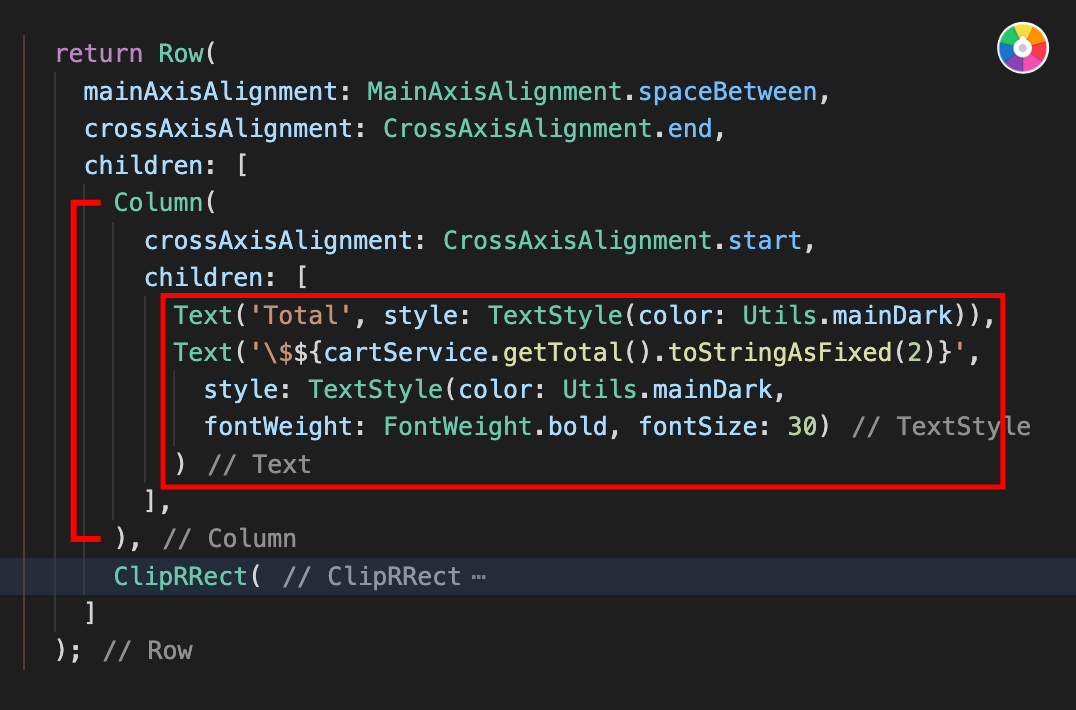 return Row(
mainAxisAlignment: MainAxisAlignment.spaceBetween,
crossAxisAlignment: CrossAxisAlignment.end,
children: [
Column(
crossAxisAlignment: CrossAxisAlignment.start,
children: [
Text('Total', style: TextStyle(color: Utils.mainDark)),
Text('\$${cartService.getTotal().toStringAsFixed(2)}',
style: TextStyle(color: Utils.mainDark,
fontWeight: FontWeight.bold, fontSize: 30) // TextStyle
) // Text
],
), // Column
ClipRRect( // ClipRRect ⋯
]
); // Row